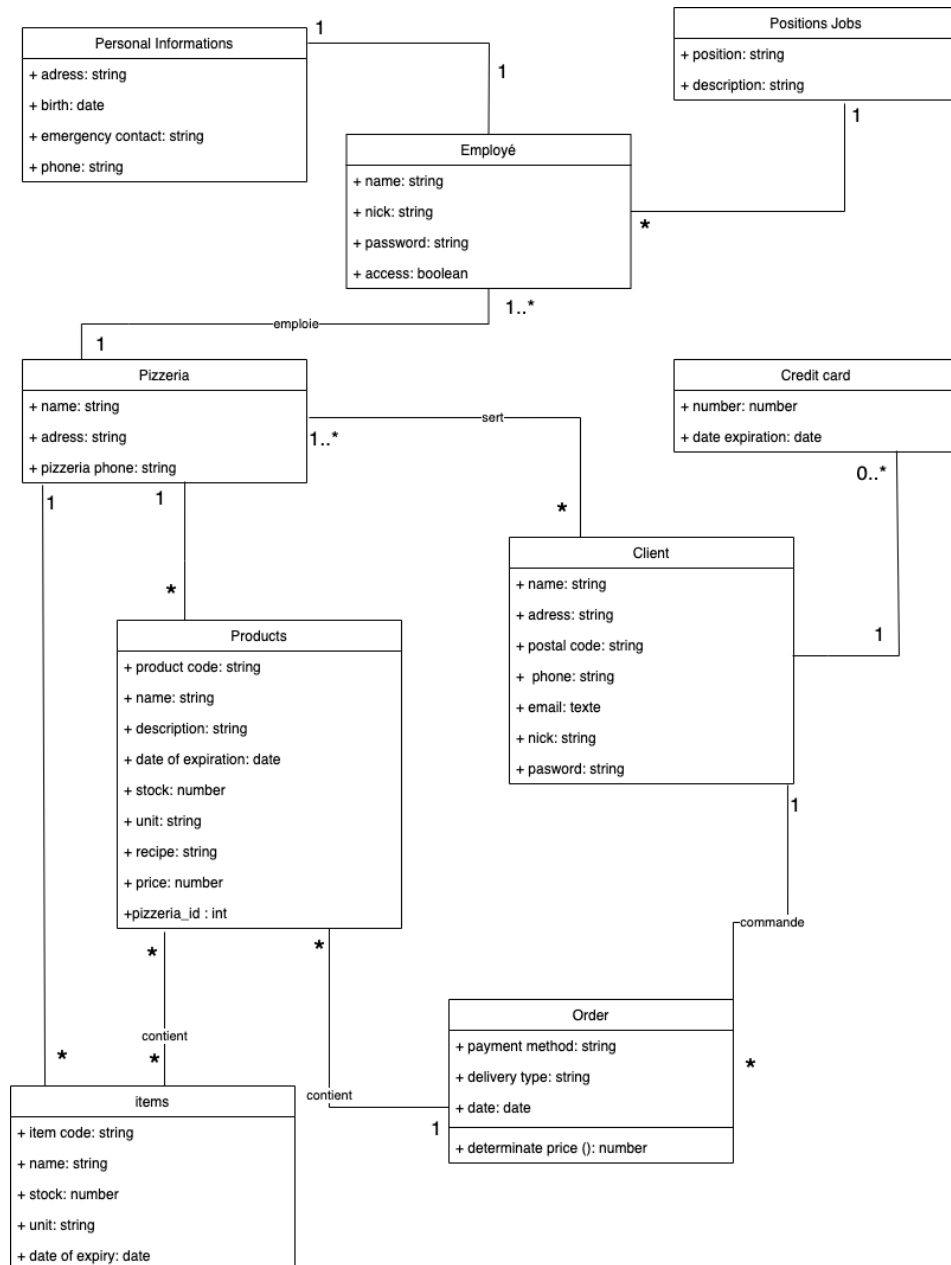 Personal Informations
+ adress: string
+ birth: date
+ emergency contact: string
+ phone: string
1
1
Positions Jobs
+ position: string
+ description: string
1
Employé
+ name: string
+ nick: string
+ password: string
+ access: boolean
*
1..*
emploie
1
Pizzeria
+ name: string
+ adress: string
+ pizzeria phone: string
sert
1..*
*
1
1
*
Credit card
+ number: number
+ date expiration: date
0..*
1
Client
+ name: string
+ adress: string
+ postal code: string
+  phone: string
+ email: texte
+ nick: string
+ pasword: string
1
commande
*
Products
+ product code: string
+ name: string
+ description: string
+ date of expiration: date
+ stock: number
+ unit: string
+ recipe: string
+ price: number
+pizzeria_id : int
*
*
contient
*
*
contient
1
Order
+ payment method: string
+ delivery type: string
+ date: date
+ determinate price (): number
items
+ item code: string
+ name: string
+ stock: number
+ unit: string
+ date of expiry: date